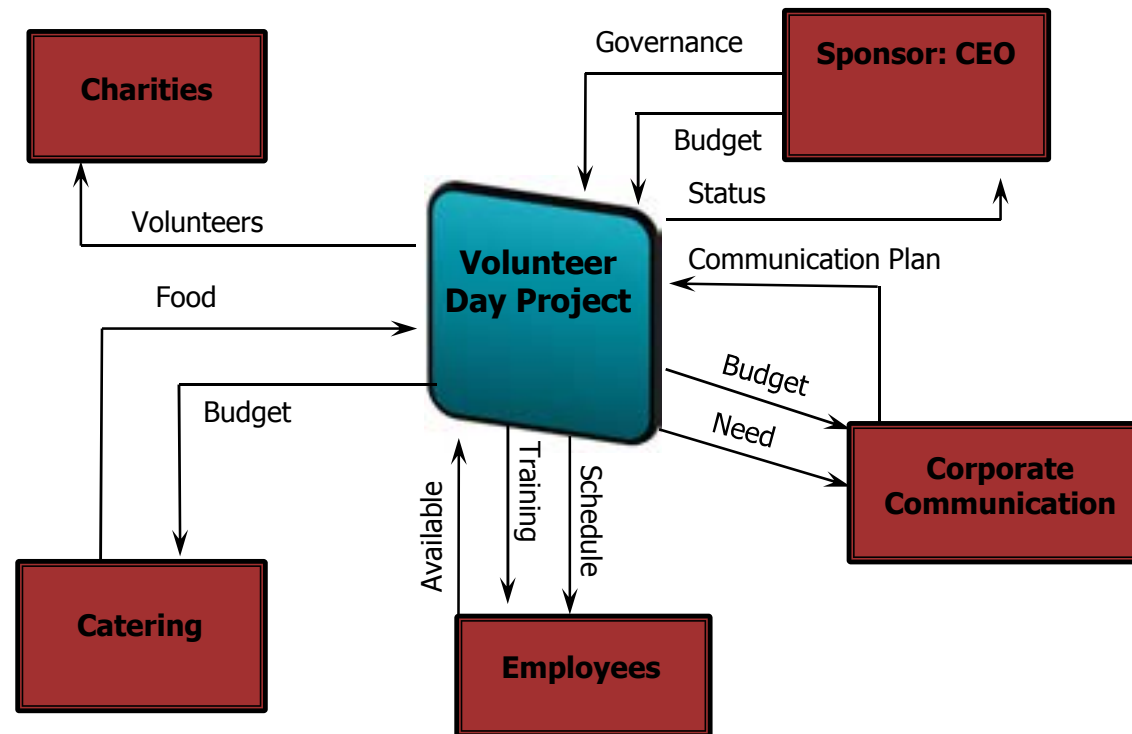 Governance
Sponsor: CEO
Charities
Budget
Status
Volunteers
Volunteer
Day Project
Communication Plan
Food
Budget
Budget
Need
Training
Schedule
Available
Corporate
Communication
Catering
Employees